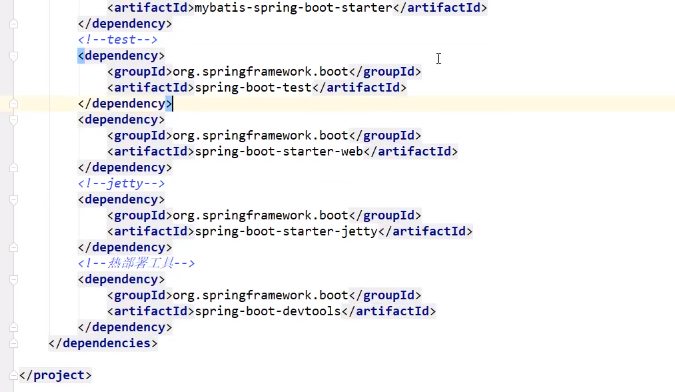 <artifactId>mybatis-spring-boot-starter</artifactId>
</dependency>
<!--test-->
<dependency>
<groupId>org.springframework.boot</groupId>
<artifactId>spring-boot-test</artifactId>
</dependency>
<dependency>
<groupId>org.springframework.boot</groupId>
<artifactId>spring-boot-starter-web</artifactId>
</dependency>
<!--jetty-->
<dependency>
<groupId>org.springframework.boot</groupId>
<artifactId>spring-boot-starter-jetty</artifactId>
</dependency>
<!--热部署工具-->
<dependency>
<groupId>org.springframework.boot</groupId>
<artifactId>spring-boot-devtools</artifactId>
</dependency>
</dependencies>
</project>